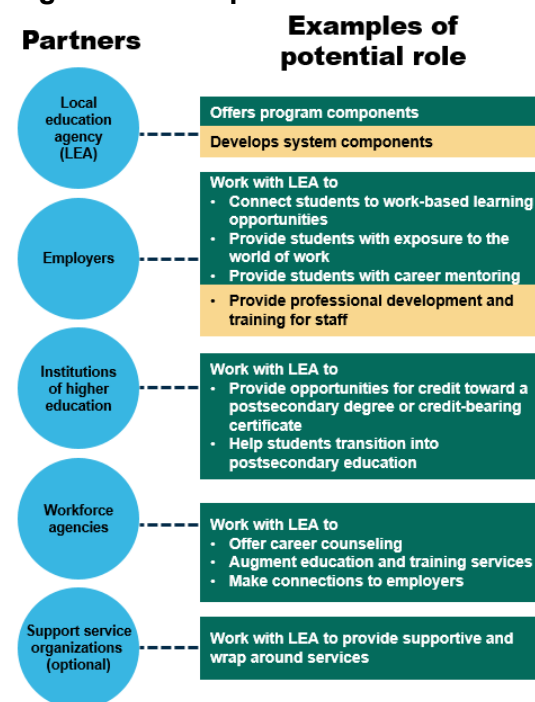 Partners
Examples of
potential role
Local
education
agency
(LEA)
Offers program components
Develops system components
Employers
Work with LEA to
• Connect students to work-based learning
opportunities
• Provide students with exposure to the
world of work
• Provide students with career mentoring
• Provide professional development and
training for staff
Institutions
of higher
education
Work with LEA to
• Provide opportunities for credit toward a
postsecondary degree or credit-bearing
certificate
• Help students transition into
postsecondary education
Workforce
agencies
Work with LEA to
• Offer career counseling
• Augment education and training services
• Make connections to employers
Support service
organizations
(optional)
Work with LEA to provide supportive and
wrap around services